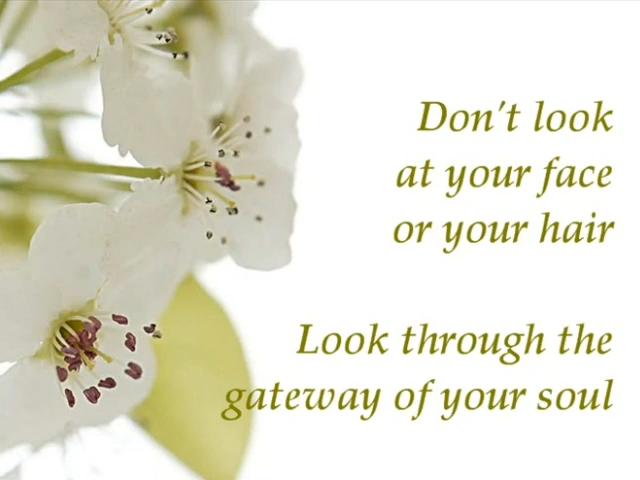 Don't look
at your face
or your hair
Look through the
gateway of your soul